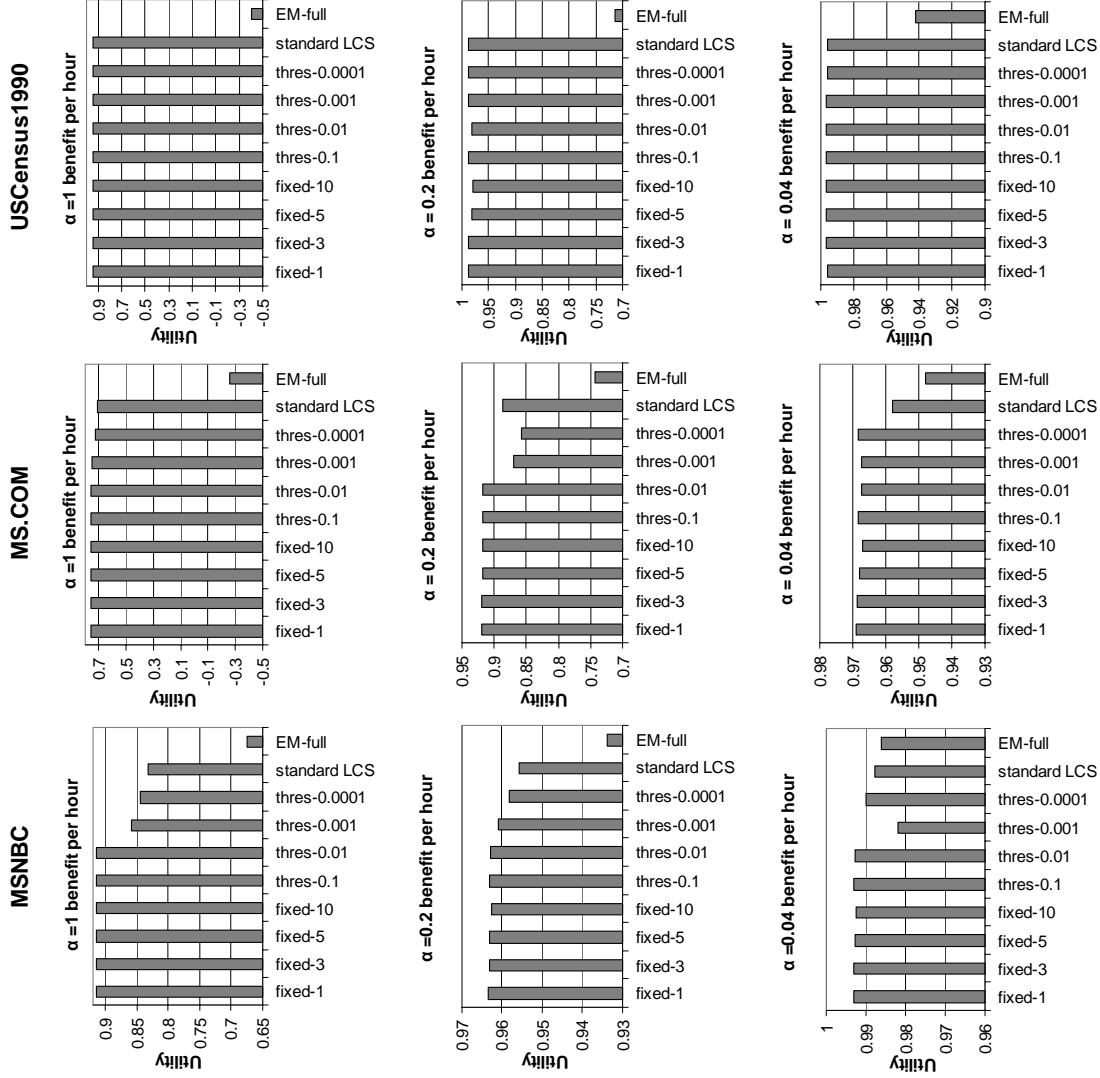 MSNBC
MS.COM
USCensus1990
α =1 benefit per hour
Utility
0.9
0.85
0.8
0.75
0.7
0.65
fixed-1
fixed-3
fixed-5
fixed-10
thres-0.1
thres-0.01
thres-0.001
thres-0.0001
standard LCS
EM-full
α =1 benefit per hour
Utility
0.7
0.5
0.3
0.1
-0.1
-0.3
-0.5
fixed-1
fixed-3
fixed-5
fixed-10
thres-0.1
thres-0.01
thres-0.001
thres-0.0001
standard LCS
EM-full
α =1 benefit per hour
Utility
0.9
0.7
0.5
0.3
0.1
-0.1
-0.3
-0.5
fixed-1
fixed-3
fixed-5
fixed-10
thres-0.1
thres-0.01
thres-0.001
thres-0.0001
standard LCS
EM-full
α =0.2 benefit per hour
Utility
0.97
0.96
0.95
0.94
0.93
fixed-1
fixed-3
fixed-5
fixed-10
thres-0.1
thres-0.01
thres-0.001
thres-0.0001
standard LCS
EM-full
α = 0.2 benefit per hour
Utility
0.95
0.9
0.85
0.8
0.75
0.7
fixed-1
fixed-3
fixed-5
fixed-10
thres-0.1
thres-0.01
thres-0.001
thres-0.0001
standard LCS
EM-full
α = 0.2 benefit per hour
Utility
1
0.95
0.9
0.85
0.8
0.75
0.7
fixed-1
fixed-3
fixed-5
fixed-10
thres-0.1
thres-0.01
thres-0.001
thres-0.0001
standard LCS
EM-full
α =0.04 benefit per hour
Utility
1
0.99
0.98
0.97
0.96
fixed-1
fixed-3
fixed-5
fixed-10
thres-0.1
thres-0.01
thres-0.001
thres-0.0001
standard LCS
EM-full
α = 0.04 benefit per hour
Utility
0.98
0.97
0.96
0.95
0.94
0.93
fixed-1
fixed-3
fixed-5
fixed-10
thres-0.1
thres-0.01
thres-0.001
thres-0.0001
standard LCS
EM-full
α = 0.04 benefit per hour
Utility
1
0.98
0.96
0.94
0.92
0.9
fixed-1
fixed-3
fixed-5
fixed-10
thres-0.1
thres-0.01
thres-0.001
thres-0.0001
standard LCS
EM-full